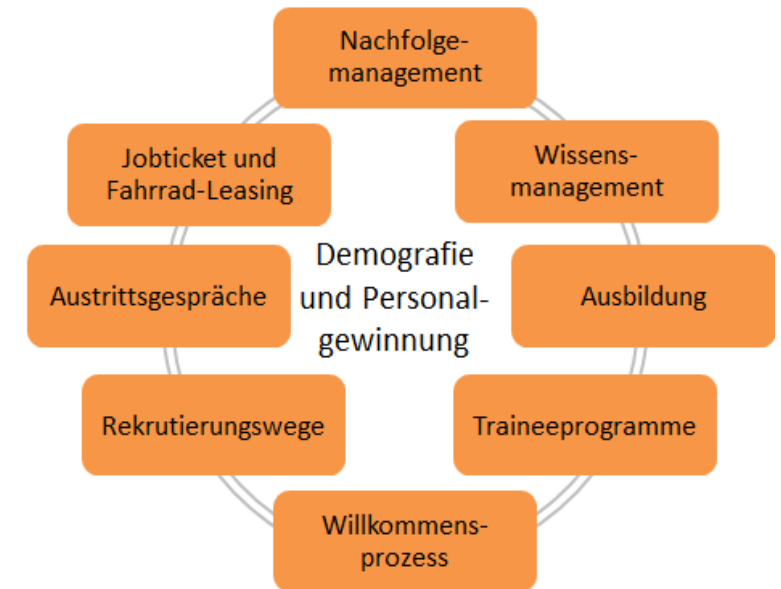 Nachfolge-
management
Jobticket und
Fahrrad-Leasing
Wissens-
management
Demografie
und Personal-
gewinnung
Austrittsgespräche
Ausbildung
Rekrutierungswege
Traineeprogramme
Willkommens-
prozess